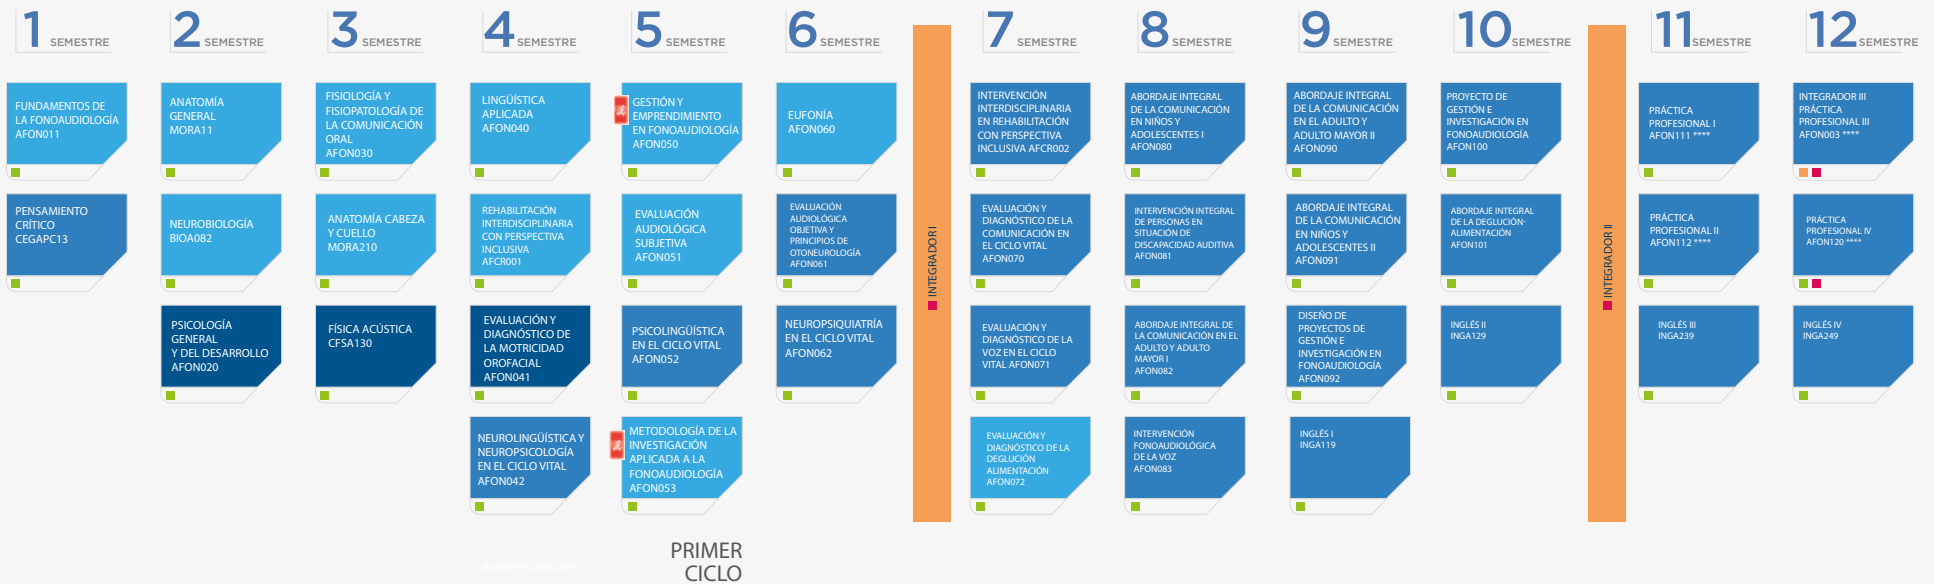 1 SEMESTRE
2 SEMESTRE
3 SEMESTRE
4 SEMESTRE
5 SEMESTRE
6 SEMESTRE
7 SEMESTRE
8 SEMESTRE
9 SEMESTRE
10 SEMESTRE
11 SEMESTRE
12 SEMESTRE
FUNDAMENTOS DE
LA FONOAUDIOLOGÍA
AFON011
PENSAMIENTO
CRÍTICO
CEGAPC13
ANATOMÍA
GENERAL
MORA11
NEUROBIOLOGÍA
BIOA082
PSICOLOGÍA
GENERAL
Y DEL DESARROLLO
AFON020
FISIOLOGÍA Y
FISIOPATOLOGÍA DE
LA COMUNICACIÓN
ORAL
AFON030
ANATOMÍA CABEZA
Y CUELLO
MORA210
FÍSICA ACÚSTICA
CFSA130
LINGÜÍSTICA
APLICADA
AFON040
REHABILITACIÓN
INTERDISCIPLINARIA
CON PERSPECTIVA
INCLUSIVA
AFCR001
EVALUACIÓN Y
DIAGNÓSTICO DE
LA MOTRICIDAD
OROFACIAL
AFON041
NEUROLINGÜÍSTICA Y
NEUROPSICOLOGÍA
EN EL CICLO VITAL
AFON042
GESTIÓN Y
EMPRENDIMIENTO
EN FONOAUDIOLOGÍA
AFON050
EVALUACIÓN
AUDIOLÓGICA
SUBJETIVA
AFON051
PSICOLINGÜÍSTICA
EN EL CICLO VITAL
AFON052
METODOLOGÍA DE LA
INVESTIGACIÓN
APLICADA A LA
FONOAUDIOLOGÍA
AFON053
EUFONÍA
AFON060
EVALUACIÓN
AUDIOLÓGICA
OBJETIVA Y
PRINCIPIOS DE
OTONEUROLOGÍA
AFON061
NEUROPSIQUIATRÍA
EN EL CICLO VITAL
AFON062
INTEGRADOR I
INTERVENCIÓN
INTERDISCIPLINARIA
EN REHABILITACIÓN
CON PERSPECTIVA
INCLUSIVA AFCR002
EVALUACIÓN Y
DIAGNÓSTICO DE LA
COMUNICACIÓN EN
EL CICLO VITAL
AFON070
EVALUACIÓN Y
DIAGNÓSTICO DE LA
VOZ EN EL CICLO
VITAL AFON071
EVALUACIÓN Y
DIAGNÓSTICO DE LA
DEGLUCIÓN
ALIMENTACIÓN
AFON072
ABORDAJE INTEGRAL
DE LA COMUNICACIÓN
EN NIÑOS Y
ADOLESCENTES I
AFON080
INTERVENCIÓN INTEGRAL
DE PERSONAS EN
SITUACIÓN DE
DISCAPACIDAD AUDITIVA
AFON081
ABORDAJE INTEGRAL DE
LA COMUNICACIÓN EN EL
ADULTO Y ADULTO
MAYOR I
AFON082
INTERVENCIÓN
FONOAUDIOLÓGICA
DE LA VOZ
AFON083
ABORDAJE INTEGRAL
DE LA COMUNICACIÓN
EN EL ADULTO Y
ADULTO MAYOR II
AFON090
ABORDAJE INTEGRAL
DE LA COMUNICACIÓN
EN NIÑOS Y
ADOLESCENTES II
AFON091
DISEÑO DE
PROYECTOS DE
GESTIÓN E
INVESTIGACIÓN EN
FONOAUDIOLOGÍA
AFON092
INGLÉS I
INGA119
PROYECTO DE
GESTIÓN E
INVESTIGACIÓN EN
FONOAUDIOLOGÍA
AFON100
ABORDAJE INTEGRAL
DE LA DEGLUCIÓN-
ALIMENTACIÓN
AFON101
INGLÉS II
INGA129
INTEGRADOR II
PRÁCTICA
PROFESIONAL I
AFON111 ****
PRÁCTICA
PROFESIONAL II
AFON112 ****
INGLÉS III
INGA239
INTEGRADOR III
PRÁCTICA
PROFESIONAL III
AFON003 ****
PRÁCTICA
PROFESIONAL IV
AFON120 ****
INGLÉS IV
INGA249
BUSINESS ENGLISH
PRIMER
CICLO